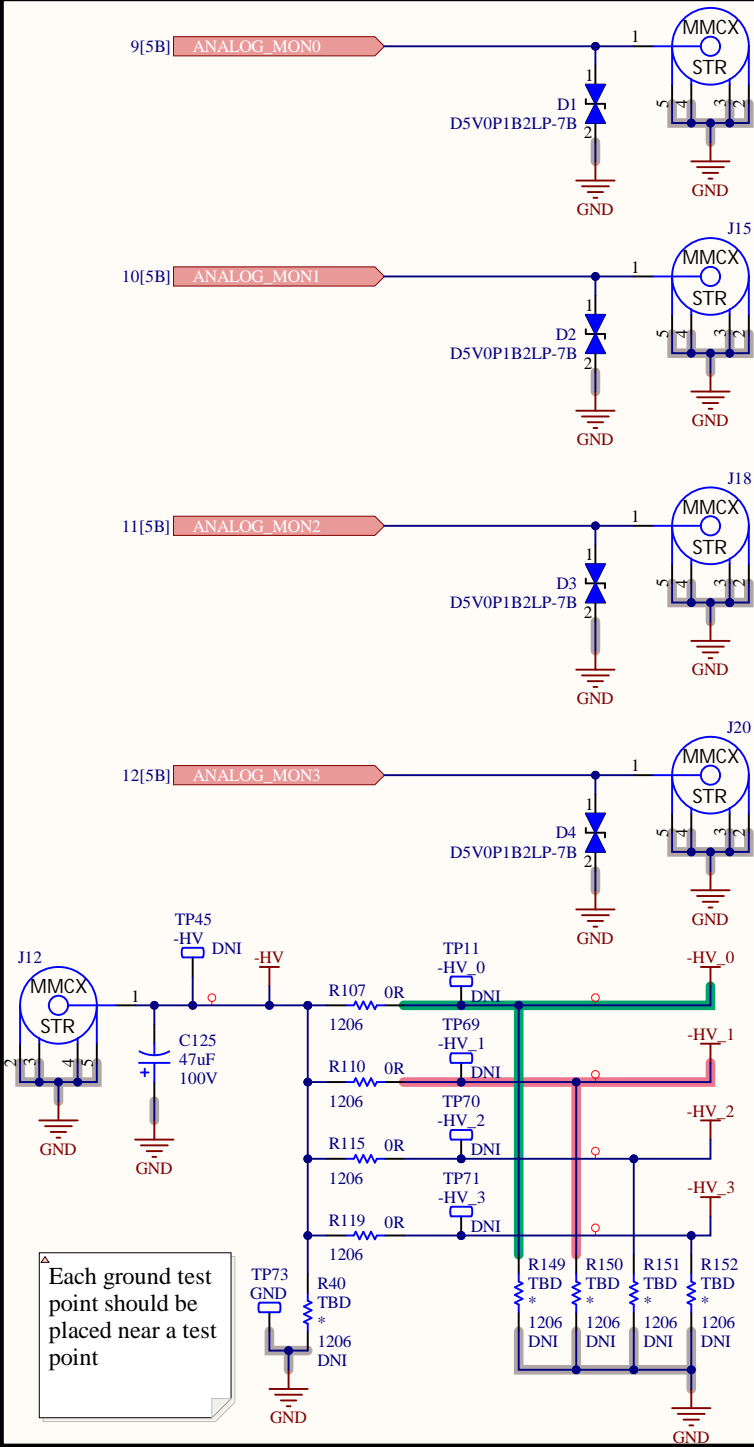 MMCX
STR
9[5B] ANALOG_MON0 1
1
D1
D5V0P1B2LP-7B
2
5 4 3 2
GND
GND
J15
MMCX
STR
10[5B] ANALOG_MON1 1
1
D2
D5V0P1B2LP-7B
2
5 4 3 2
GND
GND
J18
MMCX
STR
11[5B] ANALOG_MON2 1
1
D3
D5V0P1B2LP-7B
2
5 4 3 2
GND
GND
J20
MMCX
STR
12[5B] ANALOG_MON3 1
1
D4
D5V0P1B2LP-7B
2
5 4 3 2
GND
GND
J12
MMCX
STR
1
2 3 4 5
GND
TP45
-HV
DNI
-HV
C125
47uF
100V
+
GND
R107 0R
1206
TP11
-HV_0
DNI
-HV_0
R110 0R
1206
TP69
-HV_1
DNI
-HV_1
R115 0R
1206
TP70
-HV_2
DNI
-HV_2
R119 0R
1206
TP71
-HV_3
DNI
-HV_3
Each ground test
point should be
placed near a test
point
TP73
GND
R40
TBD
*
1206
DNI
GND
R149
TBD
*
1206
DNI
R150
TBD
*
1206
DNI
R151
TBD
*
1206
DNI
R152
TBD
*
1206
DNI
GND